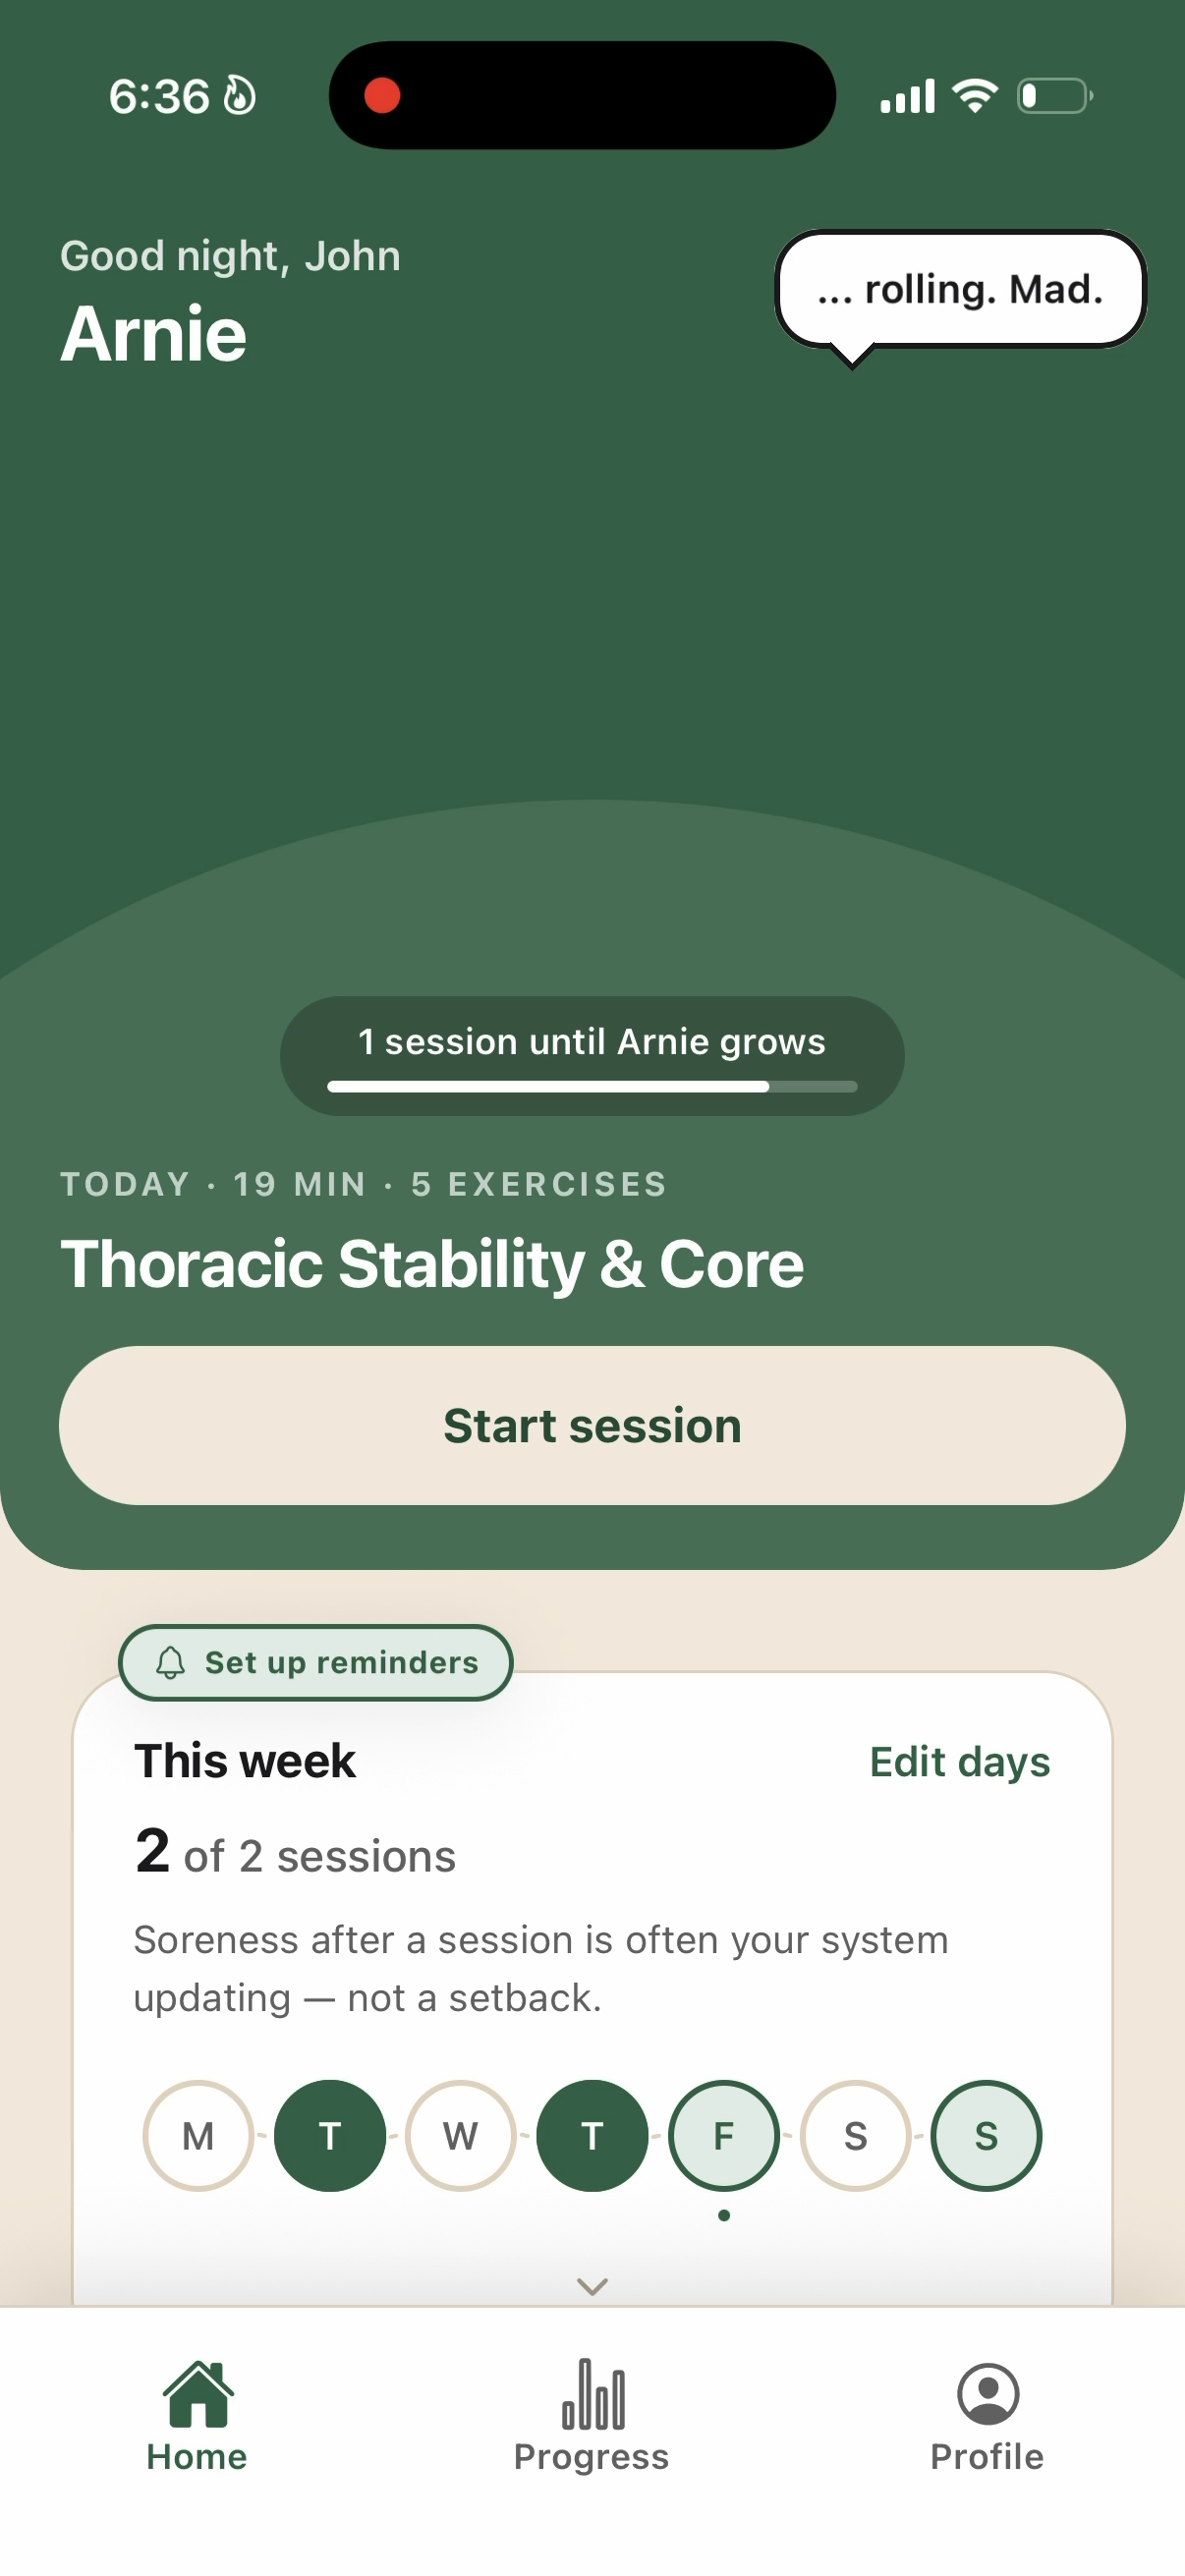 6:36
Good night, John
Arnie
... rolling. Mad.
1 session until Arnie grows
TODAY · 19 MIN · 5 EXERCISES
Thoracic Stability & Core
Start session
Set up reminders
This week
Edit days
2 of 2 sessions
Soreness after a session is often your system
updating — not a setback.
M T W T F S S
Home Progress Profile